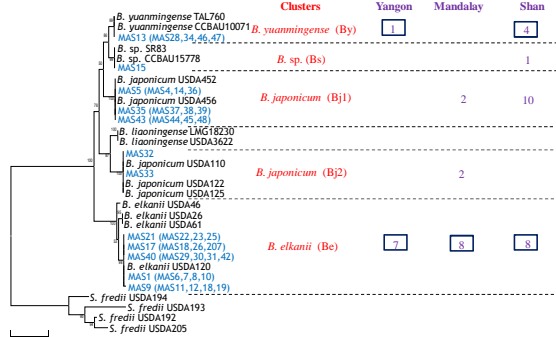 Clusters Yangon Mandalay Shan
B. yuanmingense TAL760
B. yuanmingense CCBAU10071
MAS13 (MAS28,34,46,47)
B. yuanmingense (By) 1 4
B. sp. SR83
B. sp. CCBAU15778
MAS15
B. sp. (Bs) 1
B. japonicum USDA452
MAS5 (MAS4,14,36)
B. japonicum USDA456
MAS35 (MAS37,38,39)
MAS43 (MAS44,45,48)
B. japonicum (Bj1) 2 10
B. liaoningense LMG18230
B. liaoningense USDA3622
MAS32
B. japonicum USDA110
MAS33
B. japonicum USDA122
B. japonicum USDA125
B. japonicum (Bj2) 2
B. elkanii USDA46
B. elkanii USDA26
B. elkanii USDA61
MAS21 (MAS22,23,25)
MAS17 (MAS18,26,207)
MAS40 (MAS29,30,31,42)
B. elkanii USDA120
MAS1 (MAS6,7,8,10)
MAS9 (MAS11,12,18,19)
B. elkanii (Be) 7 8 8
S. fredii USDA194
S. fredii USDA193
S. fredii USDA192
S. fredii USDA205